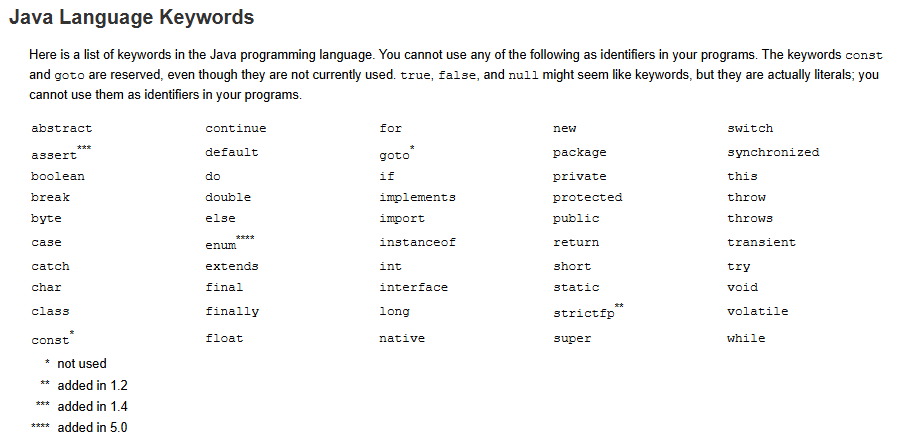 Java Language Keywords
Here is a list of keywords in the Java programming language. You cannot use any of the following as identifiers in your programs. The keywords const
and goto are reserved, even though they are not currently used. true, false, and null might seem like keywords, but they are actually literals; you
cannot use them as identifiers in your programs.
abstract continue for new switch
assert*** default goto* package synchronized
boolean do if private this
break double implements protected throw
byte else import public throws
case enum**** instanceof return transient
catch extends int short try
char final interface static void
class finally long strictfp** volatile
const* float native super while
* not used
** added in 1.2
*** added in 1.4
**** added in 5.0